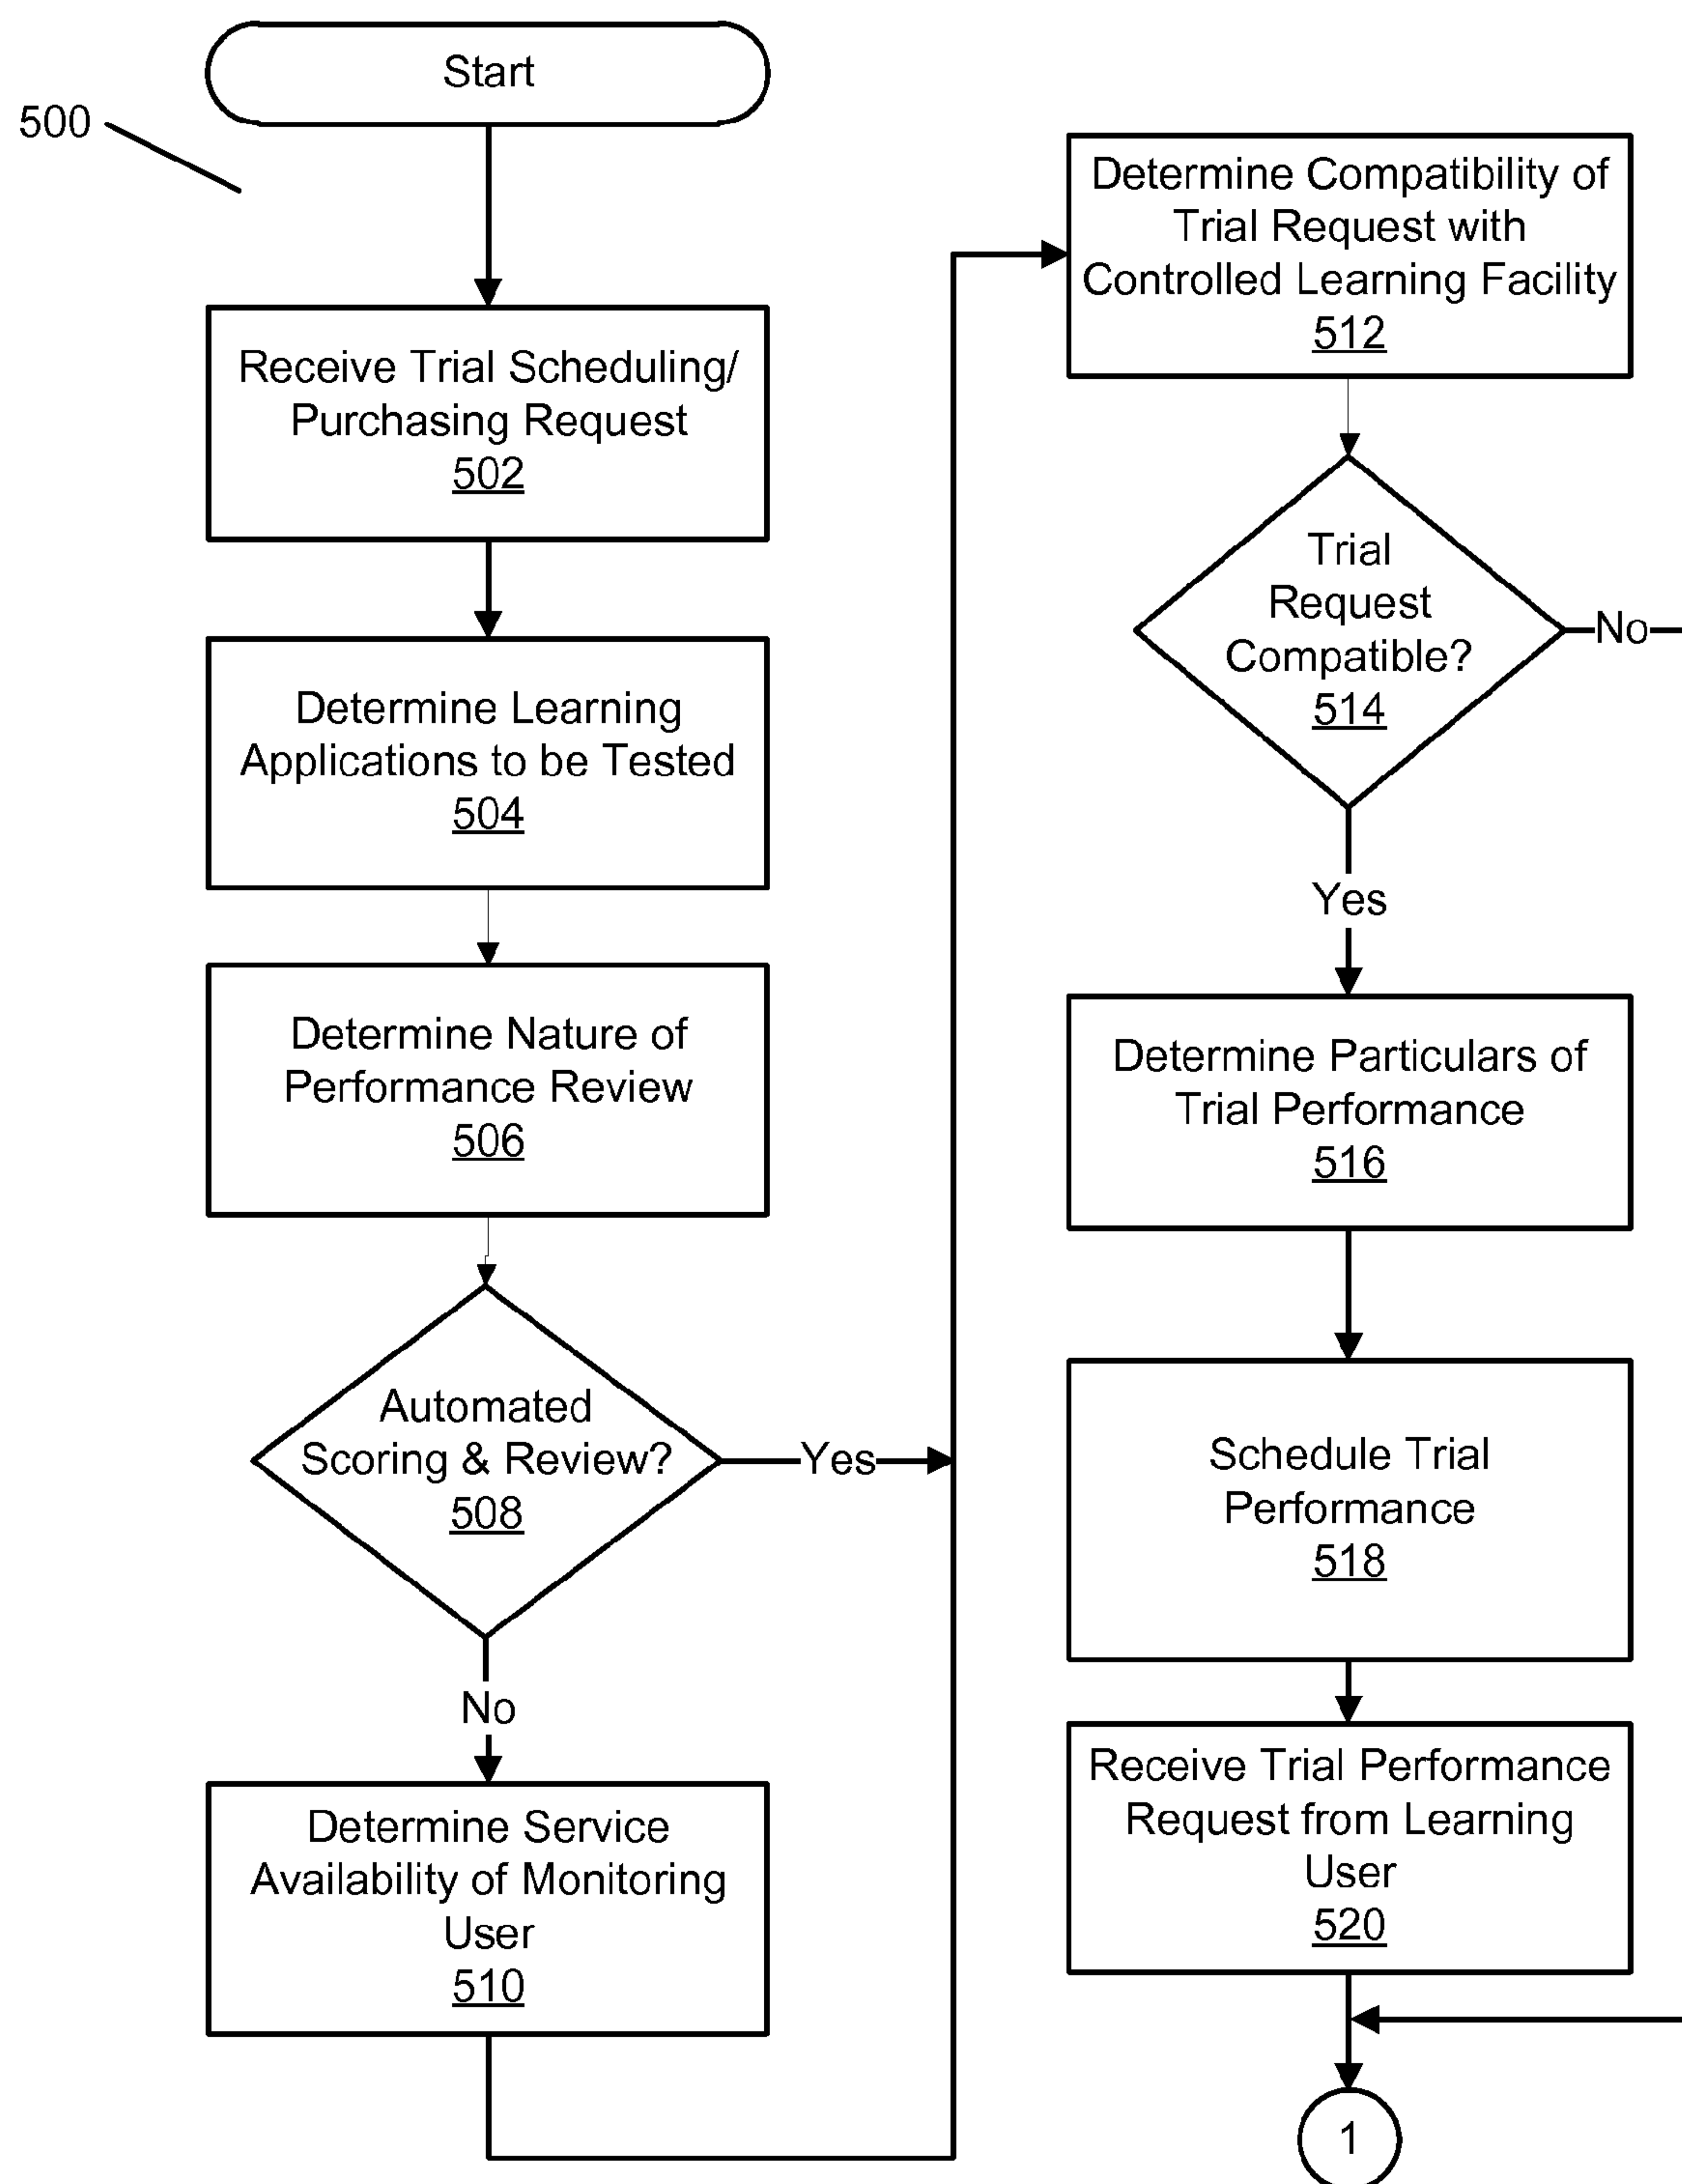 Start
500
Receive Trial Scheduling/
Purchasing Request
502
Determine Learning
Applications to be Tested
504
Determine Nature of
Performance Review
506
Automated
Scoring & Review?
508
Yes
No
Determine Service
Availability of Monitoring
User
510
Determine Compatibility of
Trial Request with
Controlled Learning Facility
512
Trial
Request
Compatible?
514
No
Yes
Determine Particulars of
Trial Performance
516
Schedule Trial
Performance
518
Receive Trial Performance
Request from Learning
User
520
1